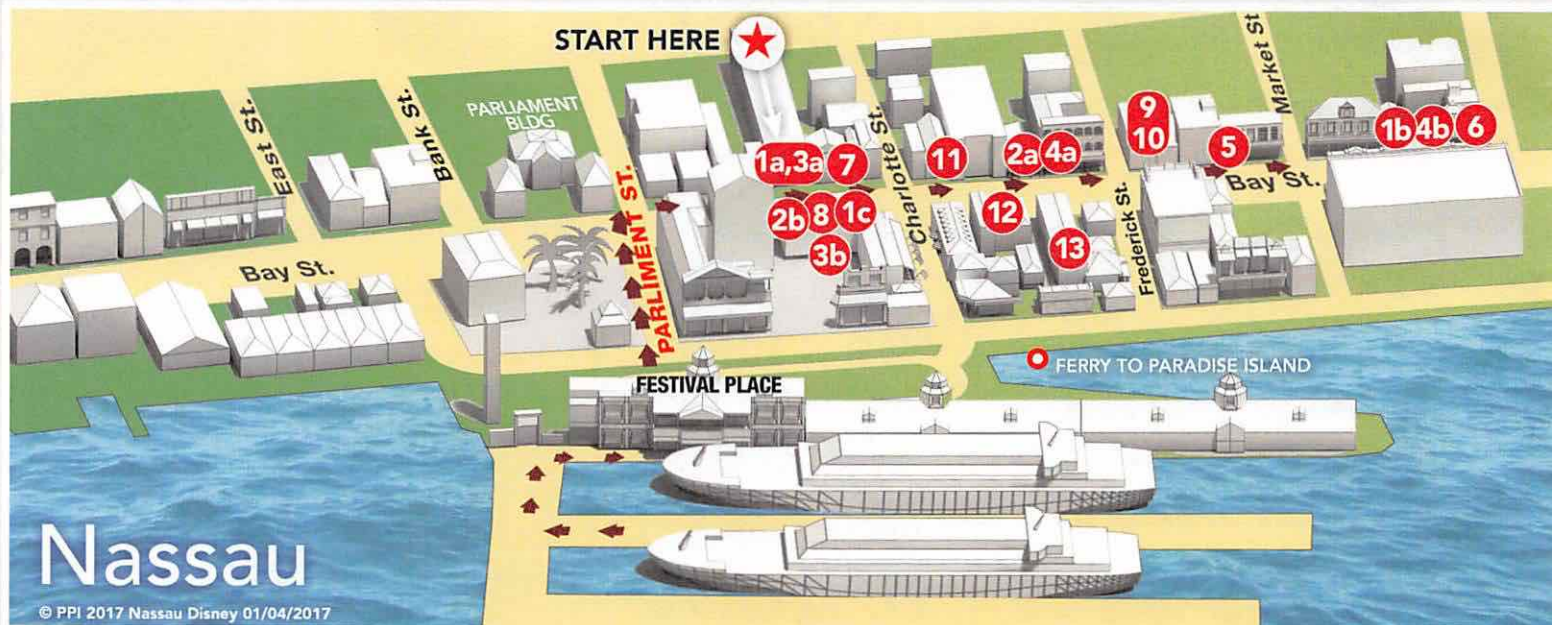 START HERE
East St.
Bank St.
PARLIAMENT
BLDG
PARLIMENT ST.
Charlotte St.
Frederick St.
Market St
9
10
1a,3a
7
11
2a
4a
5
1b
4b
6
Bay St.
2b
8
1c
12
3b
13
Bay St.
FERRY TO PARADISE ISLAND
FESTIVAL PLACE
Nassau
© PPI 2017 Nassau Disney 01/04/2017